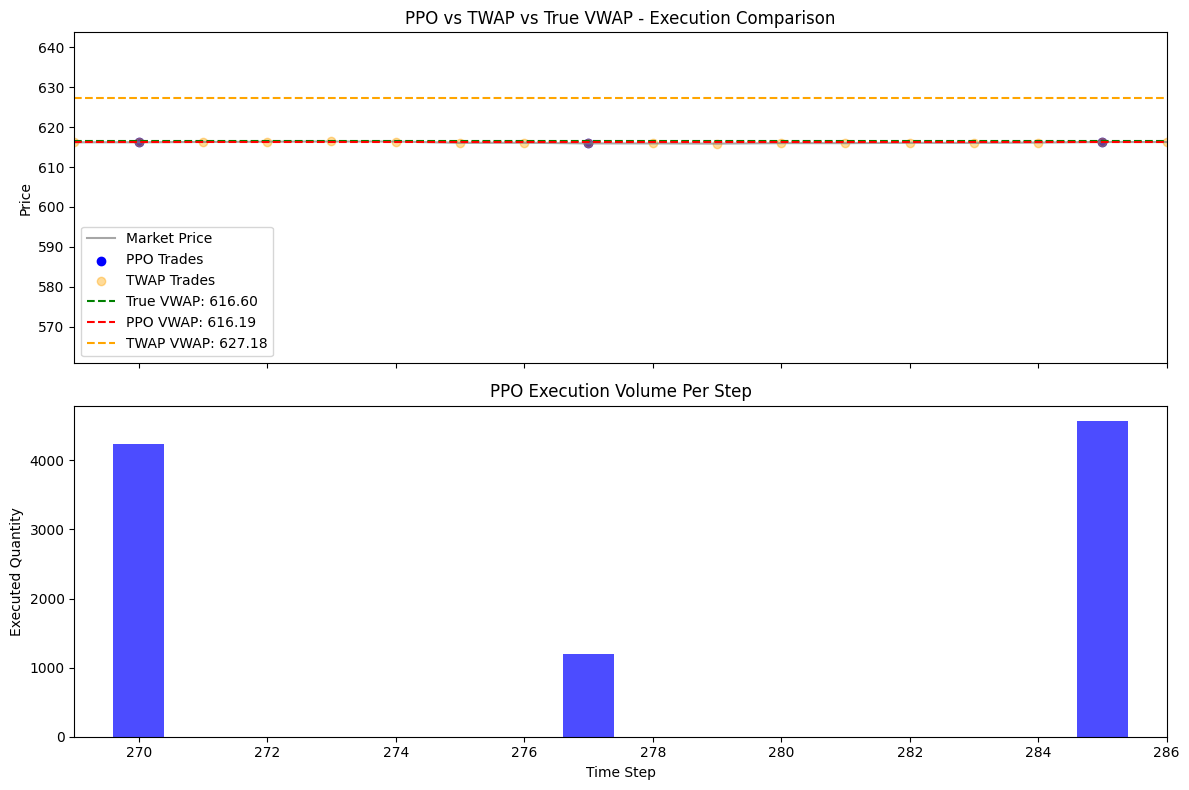 PPO vs TWAP vs True VWAP - Execution Comparison
640
630
620
610
600
590
580
570
Price
Market Price
PPO Trades
TWAP Trades
True VWAP: 616.60
PPO VWAP: 616.19
TWAP VWAP: 627.18
PPO Execution Volume Per Step
4000
3000
2000
1000
0
Executed Quantity
270 272 274 276 278 280 282 284 286
Time Step